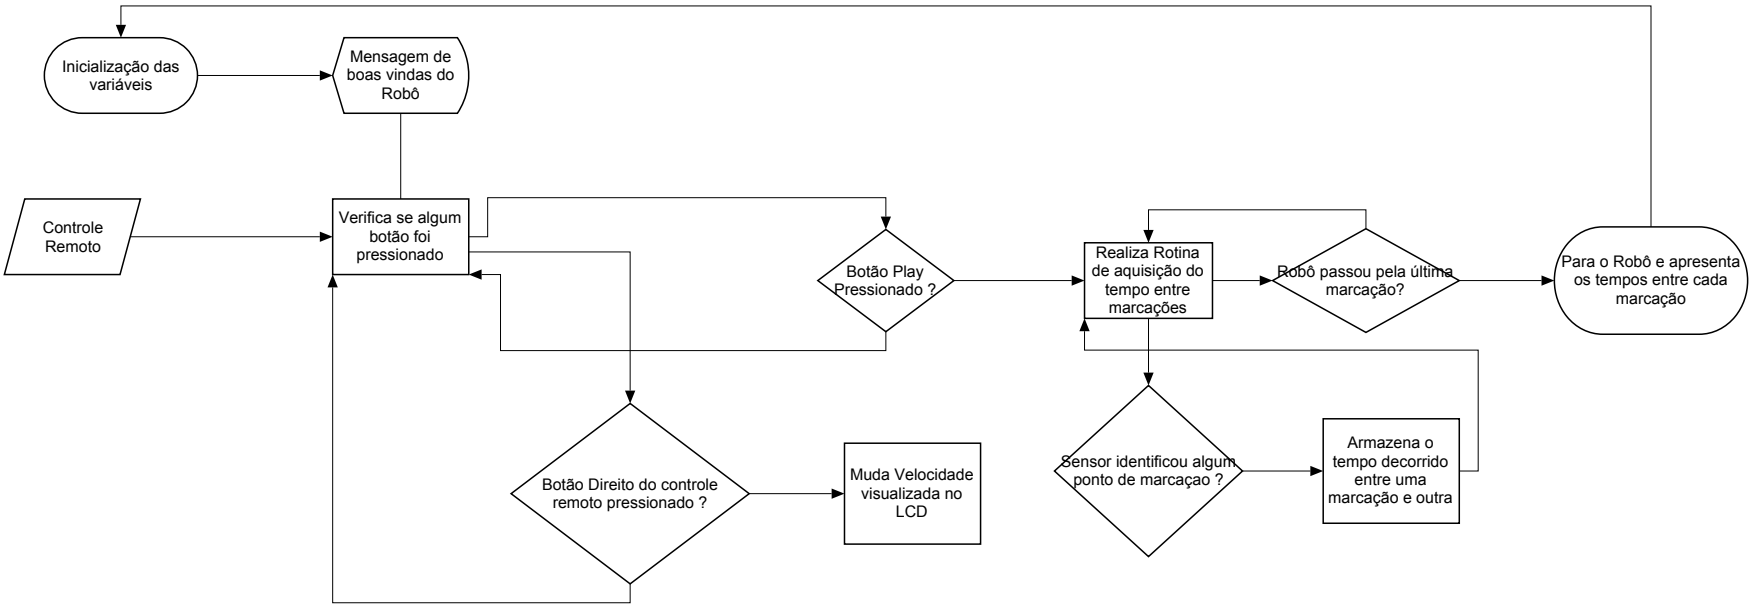 Inicialização das
variáveis
Mensagem de
boas vindas do
Robô
Controle
Remoto
Verifica se algum
botão foi
pressionado
Botão Play
Pressionado ?
Realiza Rotina
de aquisição do
tempo entre
marcações
Robô passou pela última
marcação?
Para o Robô e apresenta
os tempos entre cada
marcação
Botão Direito do controle
remoto pressionado ?
Muda Velocidade
visualizada no
LCD
Sensor identificou algum
ponto de marcaçao ?
Armazena o
tempo decorrido
entre uma
marcação e outra